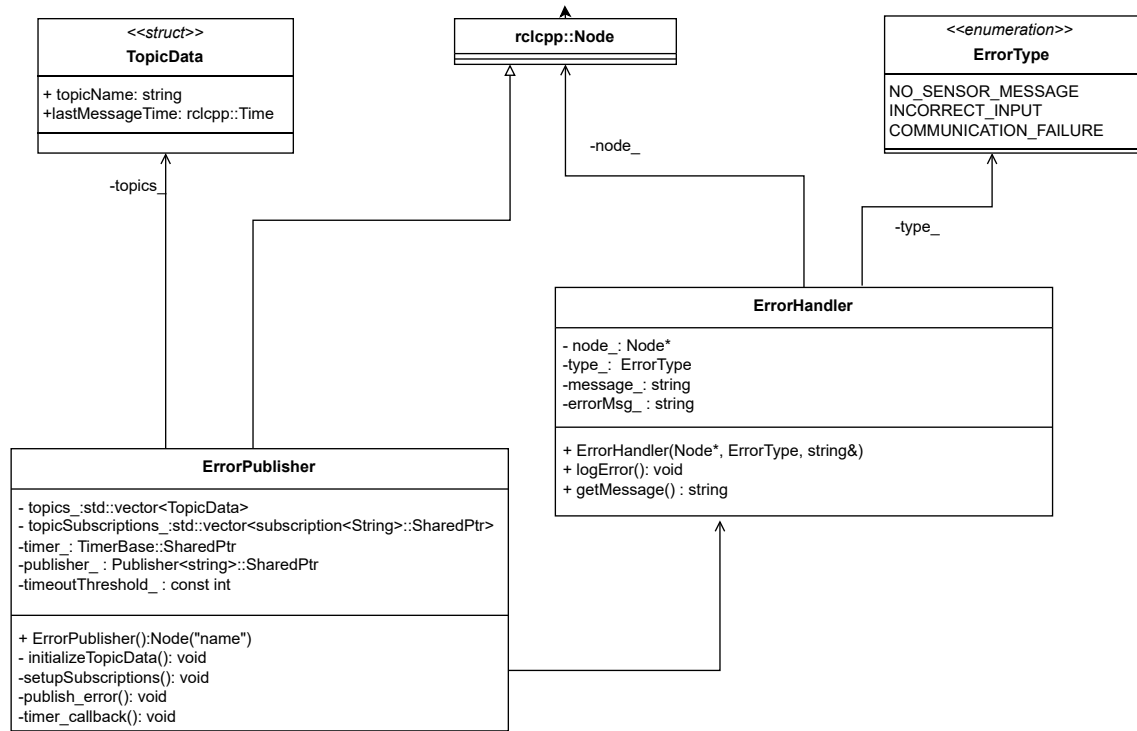 <<struct>>
TopicData
+ topicName: string
+lastMessageTime: rclcpp::Time
rclcpp::Node
<<enumeration>>
ErrorType
NO_SENSOR_MESSAGE
INCORRECT_INPUT
COMMUNICATION_FAILURE
-topics_
-node_
-type_
ErrorHandler
- node_: Node*
-type_: ErrorType
-message_: string
-errorMsg_ : string
+ ErrorHandler(Node*, ErrorType, string&)
+ logError(): void
+ getMessage() : string
ErrorPublisher
- topics_:std::vector<TopicData>
- topicSubscriptions_:std::vector<subscription<String>::SharedPtr>
-timer_: TimerBase::SharedPtr
-publisher_ : Publisher<string>::SharedPtr
-timeoutThreshold_ : const int
+ ErrorPublisher():Node("name")
- initializeTopicData(): void
-setupSubscriptions(): void
-publish_error(): void
-timer_callback(): void